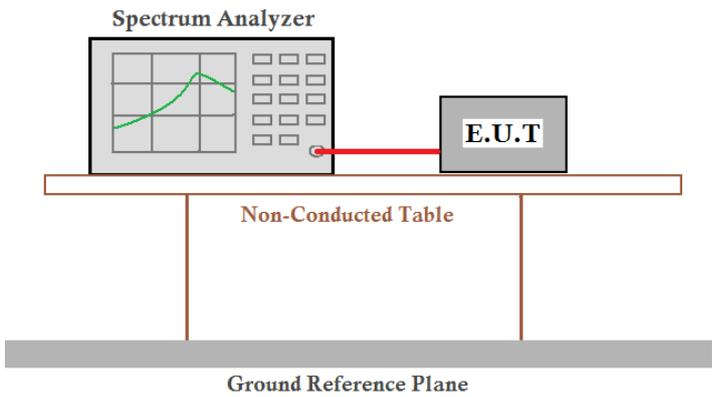 Spectrum Analyzer
E.U.T
Non-Conducted Table
Ground Reference Plane